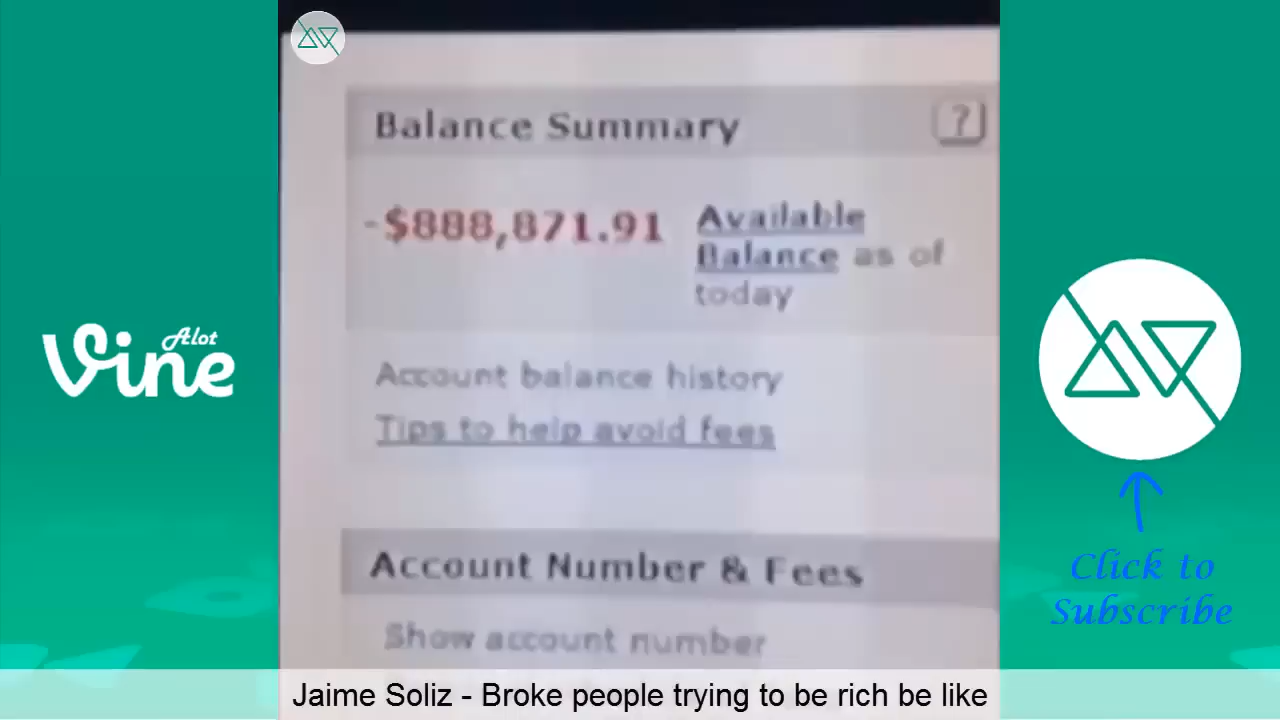 Balance Summary
?
-$888,871.91
Available
Balance as of
today
Account balance history
Tips to help avoid fees
Account Number & Fees
Show account number
Alot
Vine
Click to
Subscribe
Jaime Soliz - Broke people trying to be rich be like